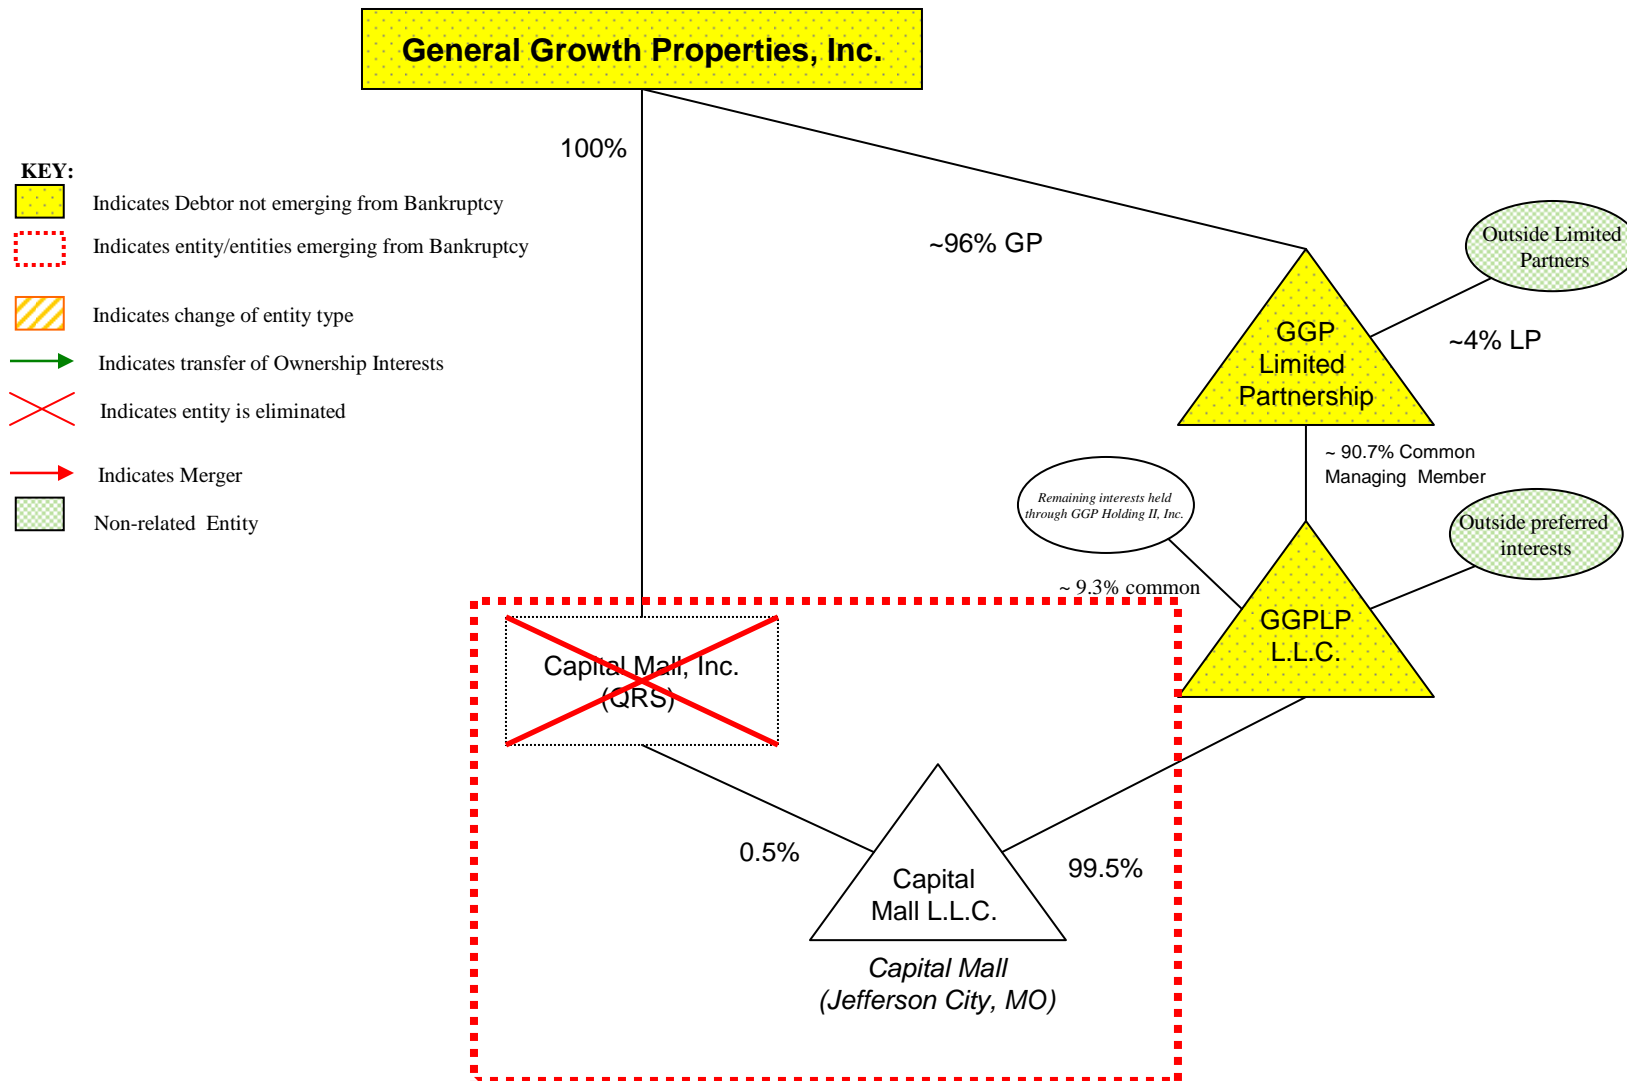 General Growth Properties, Inc.
100%
KEY:
Indicates Debtor not emerging from Bankruptcy
Indicates entity/entities emerging from Bankruptcy
Indicates change of entity type
Indicates transfer of Ownership Interests
Indicates entity is eliminated
Indicates Merger
Non-related Entity
~96% GP
Outside Limited
Partners
GGP
Limited
Partnership
~4% LP
~ 90.7% Common
Managing Member
Remaining interests held
through GGP Holding II, Inc.
Outside preferred
interests
~ 9.3% common
GGPLP
L.L.C.
Capital Mall, Inc.
(QRS)
0.5%
99.5%
Capital
Mall L.L.C.
Capital Mall
(Jefferson City, MO)